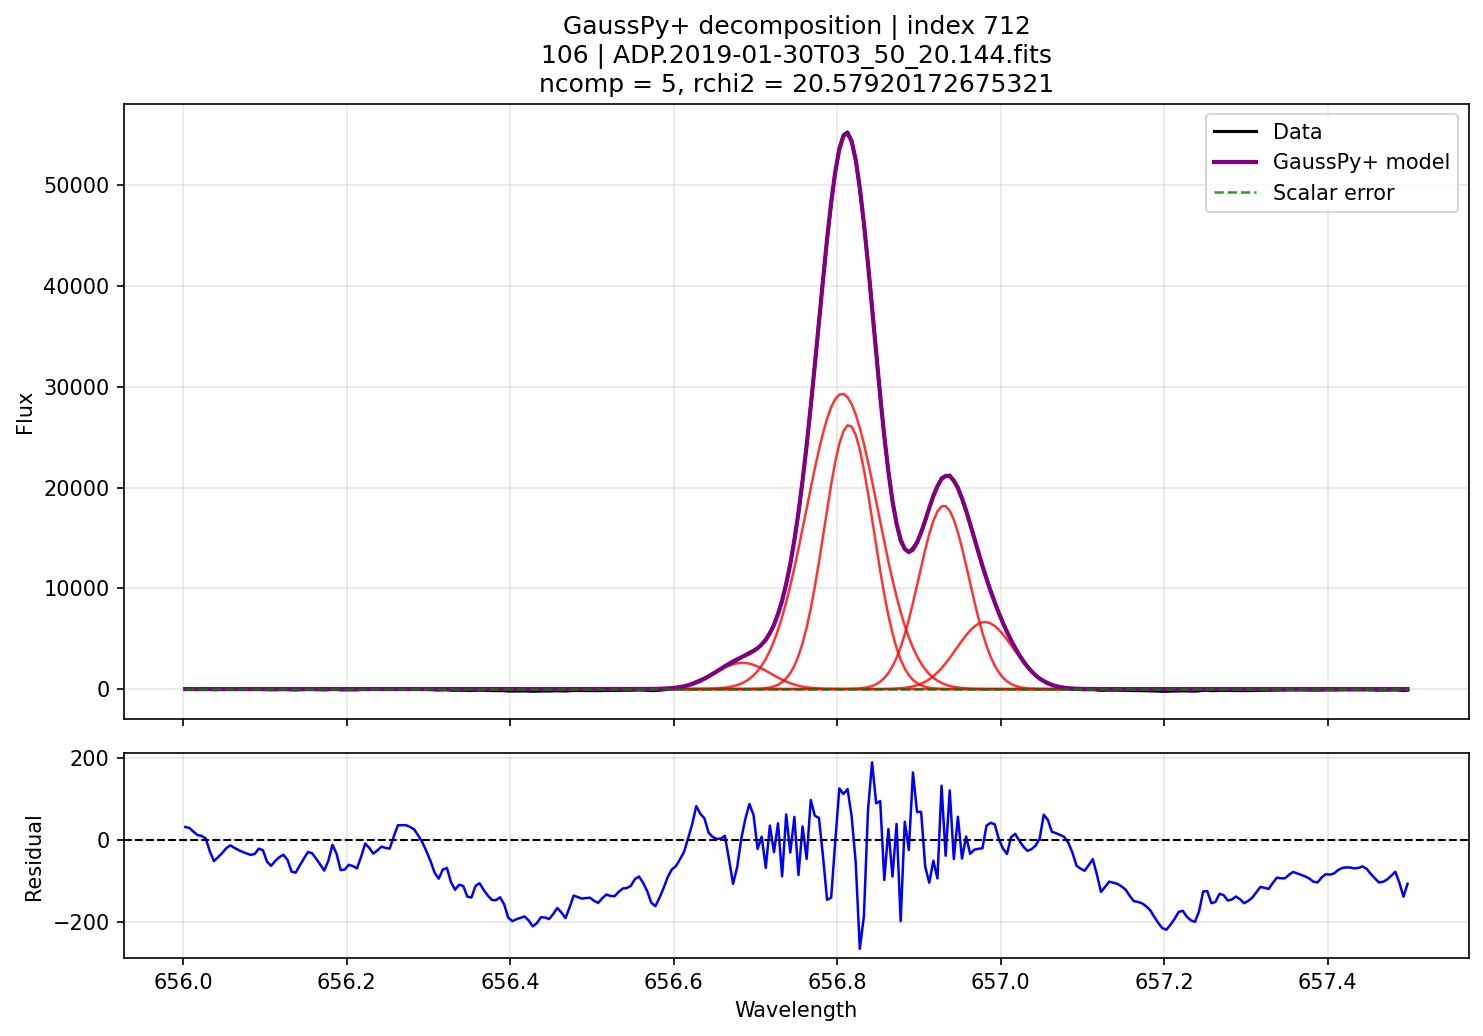 GaussPy+ decomposition | index 712
106 | ADP.2019-01-30T03_50_20.144.fits
ncomp = 5, rchi2 = 20.57920172675321
Data
GaussPy+ model
Scalar error
Flux
50000
40000
30000
20000
10000
0
Residual
200
0
−200
656.0 656.2 656.4 656.6 656.8 657.0 657.2 657.4
Wavelength